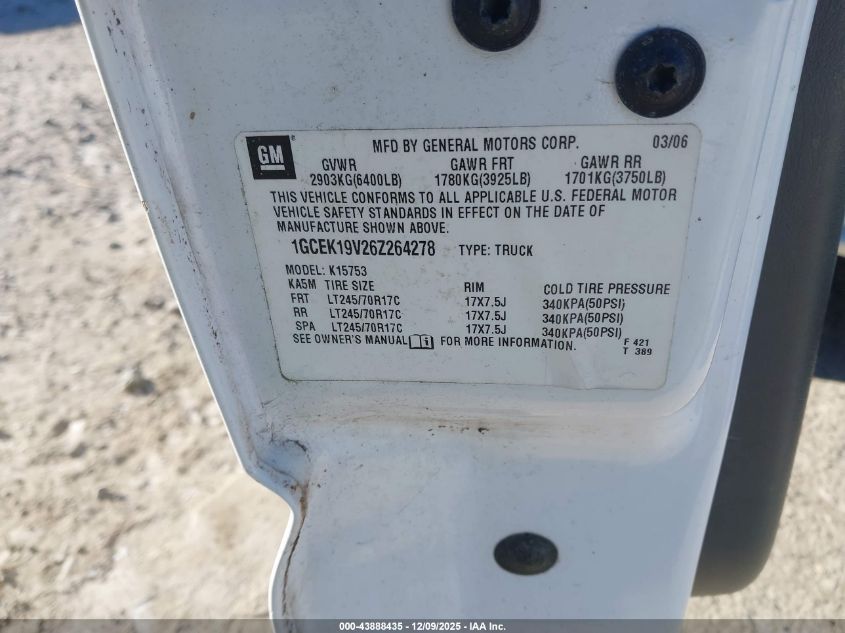 GM MFD BY GENERAL MOTORS CORP. 03/06
GVWR GAWR FRT GAWR RR
2903KG(6400LB) 1780KG(3925LB) 1701KG(3750LB)
THIS VEHICLE CONFORMS TO ALL APPLICABLE U.S. FEDERAL MOTOR
VEHICLE SAFETY STANDARDS IN EFFECT ON THE DATE OF
MANUFACTURE SHOWN ABOVE.
1GCEK19V26Z264278 TYPE: TRUCK
MODEL: K15753
KA5M TIRE SIZE RIM COLD TIRE PRESSURE
FRT LT245/70R17C 17X7.5J 340KPA(50PSI)
RR LT245/70R17C 17X7.5J 340KPA(50PSI)
SPA LT245/70R17C 17X7.5J 340KPA(50PSI)
SEE OWNER'S MANUAL FOR MORE INFORMATION.
F 421
T 389
000-43888435 - 12/09/2025 - IAA Inc.